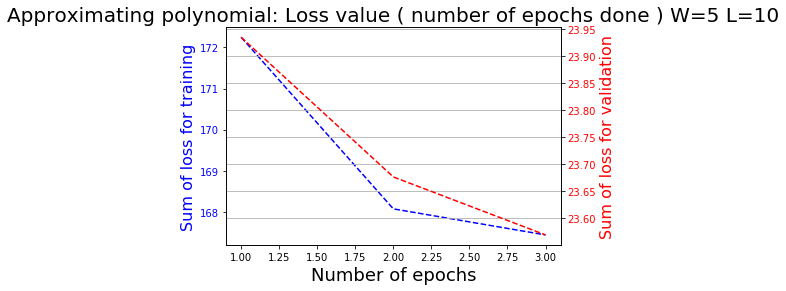 Approximating polynomial: Loss value ( number of epochs done ) W=5 L=10
Sum of loss for training
172
171
170
169
168
23.95
23.90
23.85
23.80
23.75
23.70
23.65
23.60
Sum of loss for validation
1.00 1.25 1.50 1.75 2.00 2.25 2.50 2.75 3.00
Number of epochs